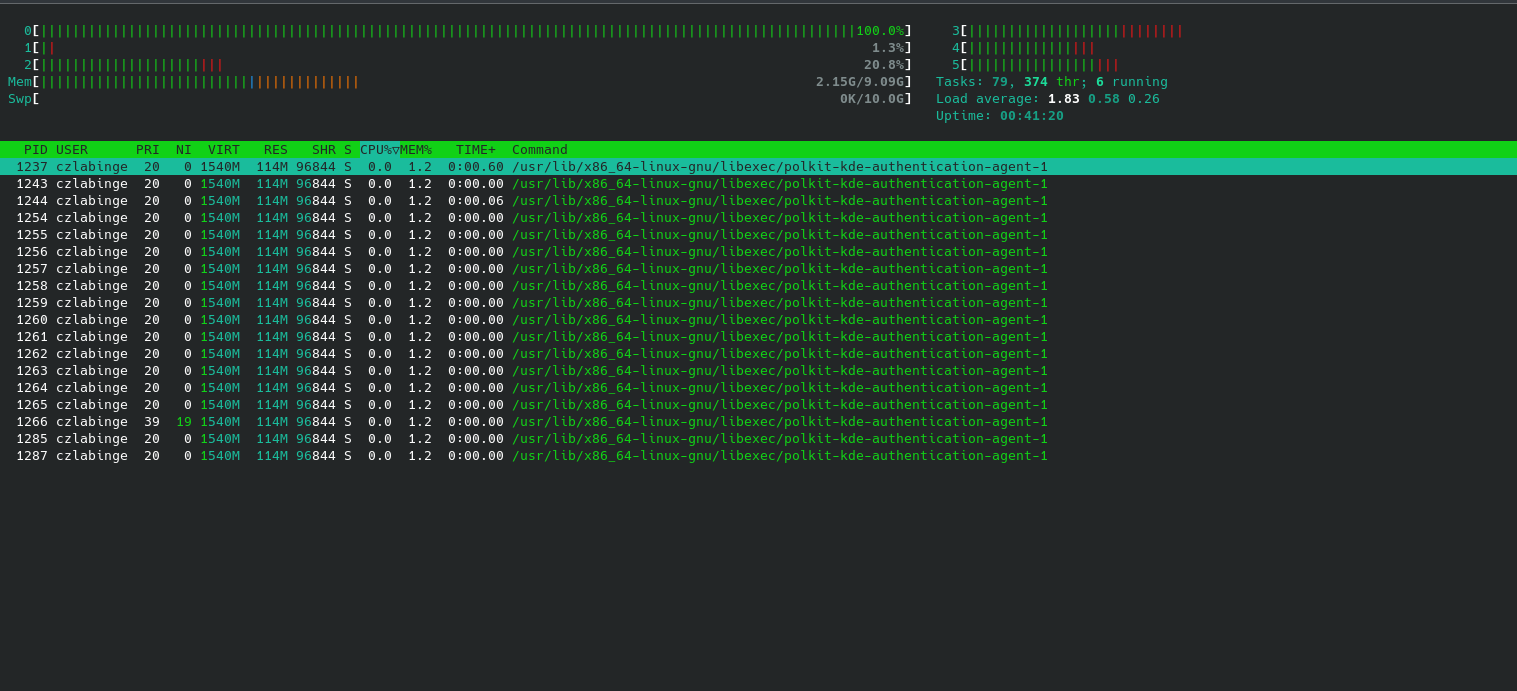 0[||||||||||||||||||||||||||||||||||||||||||||||||||||||||||||||||||||||||||||||||||||||||||||||||||||||100.0%] 3[|||||||||||||||||||||||||||
1[|| 1.3%] 4[||||||||||||||||
2[||||||||||||||||||||||| 20.8%] 5[|||||||||||||||||||
Mem[|||||||||||||||||||||||||||||||||||||||| 2.15G/9.09G] Tasks: 79, 374 thr; 6 running
Swp[ 0K/10.0G] Load average: 1.83 0.58 0.26
Uptime: 00:41:20
PID USER PRI NI VIRT RES SHR S CPU%▽MEM% TIME+ Command
1237 czlabinge 20 0 1540M 114M 96844 S 0.0 1.2 0:00.60 /usr/lib/x86_64-linux-gnu/libexec/polkit-kde-authentication-agent-1
1243 czlabinge 20 0 1540M 114M 96844 S 0.0 1.2 0:00.00 /usr/lib/x86_64-linux-gnu/libexec/polkit-kde-authentication-agent-1
1244 czlabinge 20 0 1540M 114M 96844 S 0.0 1.2 0:00.06 /usr/lib/x86_64-linux-gnu/libexec/polkit-kde-authentication-agent-1
1254 czlabinge 20 0 1540M 114M 96844 S 0.0 1.2 0:00.00 /usr/lib/x86_64-linux-gnu/libexec/polkit-kde-authentication-agent-1
1255 czlabinge 20 0 1540M 114M 96844 S 0.0 1.2 0:00.00 /usr/lib/x86_64-linux-gnu/libexec/polkit-kde-authentication-agent-1
1256 czlabinge 20 0 1540M 114M 96844 S 0.0 1.2 0:00.00 /usr/lib/x86_64-linux-gnu/libexec/polkit-kde-authentication-agent-1
1257 czlabinge 20 0 1540M 114M 96844 S 0.0 1.2 0:00.00 /usr/lib/x86_64-linux-gnu/libexec/polkit-kde-authentication-agent-1
1258 czlabinge 20 0 1540M 114M 96844 S 0.0 1.2 0:00.00 /usr/lib/x86_64-linux-gnu/libexec/polkit-kde-authentication-agent-1
1259 czlabinge 20 0 1540M 114M 96844 S 0.0 1.2 0:00.00 /usr/lib/x86_64-linux-gnu/libexec/polkit-kde-authentication-agent-1
1260 czlabinge 20 0 1540M 114M 96844 S 0.0 1.2 0:00.00 /usr/lib/x86_64-linux-gnu/libexec/polkit-kde-authentication-agent-1
1261 czlabinge 20 0 1540M 114M 96844 S 0.0 1.2 0:00.00 /usr/lib/x86_64-linux-gnu/libexec/polkit-kde-authentication-agent-1
1262 czlabinge 20 0 1540M 114M 96844 S 0.0 1.2 0:00.00 /usr/lib/x86_64-linux-gnu/libexec/polkit-kde-authentication-agent-1
1263 czlabinge 20 0 1540M 114M 96844 S 0.0 1.2 0:00.00 /usr/lib/x86_64-linux-gnu/libexec/polkit-kde-authentication-agent-1
1264 czlabinge 20 0 1540M 114M 96844 S 0.0 1.2 0:00.00 /usr/lib/x86_64-linux-gnu/libexec/polkit-kde-authentication-agent-1
1265 czlabinge 20 0 1540M 114M 96844 S 0.0 1.2 0:00.00 /usr/lib/x86_64-linux-gnu/libexec/polkit-kde-authentication-agent-1
1266 czlabinge 39 19 1540M 114M 96844 S 0.0 1.2 0:00.00 /usr/lib/x86_64-linux-gnu/libexec/polkit-kde-authentication-agent-1
1285 czlabinge 20 0 1540M 114M 96844 S 0.0 1.2 0:00.00 /usr/lib/x86_64-linux-gnu/libexec/polkit-kde-authentication-agent-1
1287 czlabinge 20 0 1540M 114M 96844 S 0.0 1.2 0:00.00 /usr/lib/x86_64-linux-gnu/libexec/polkit-kde-authentication-agent-1